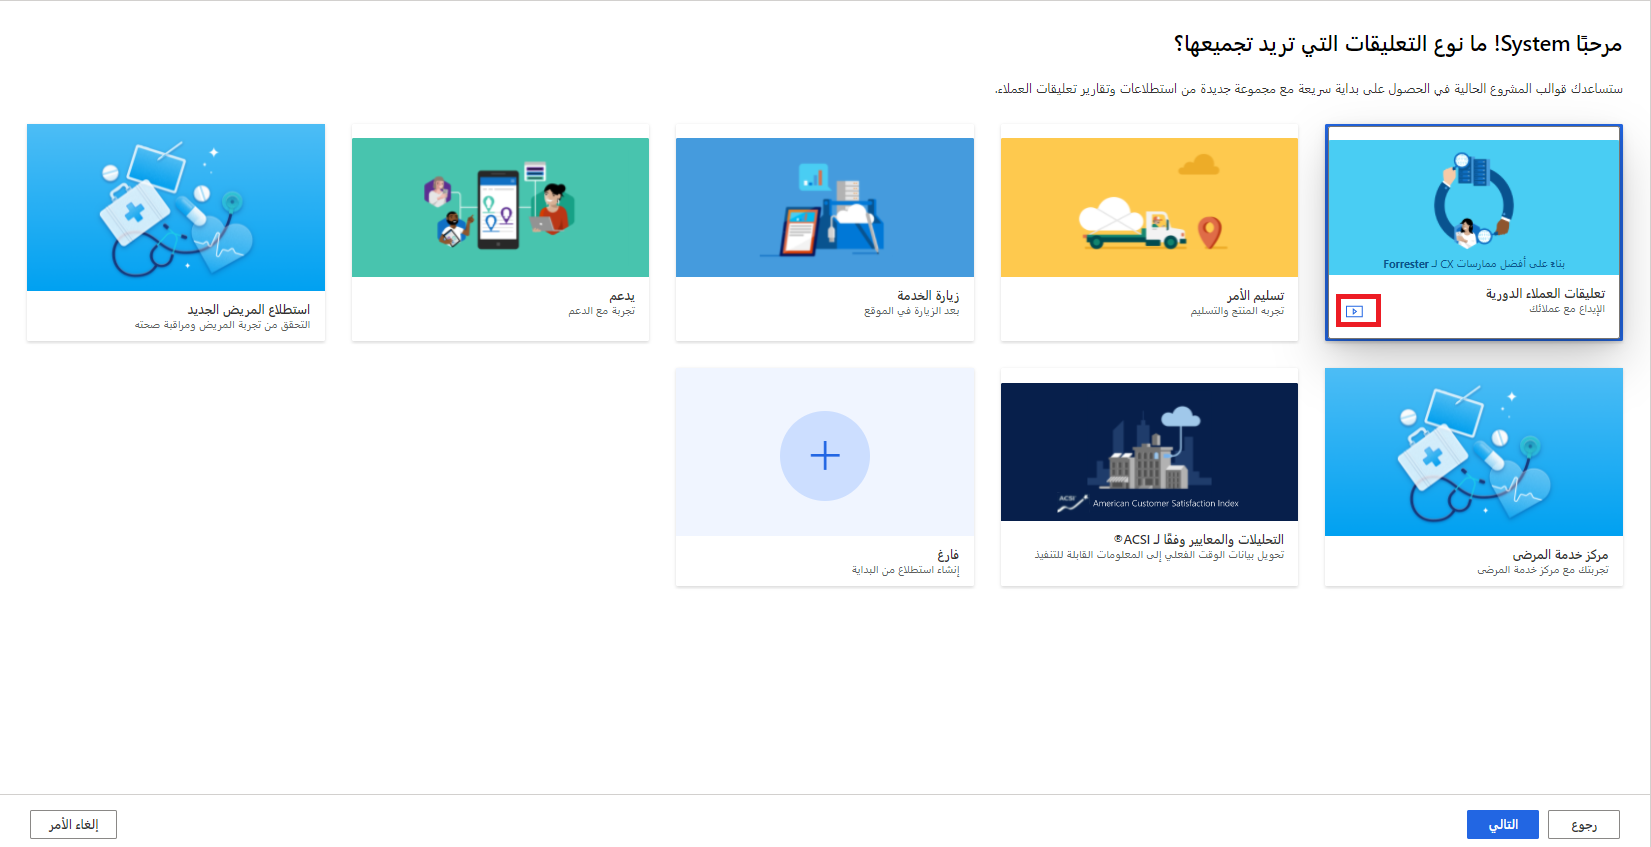 مرحبًا System! ما نوع التعليقات التي تريد تجميعها؟
ستساعدك قوالب المشروع الحالية في الحصول على بداية سريعة مع مجموعة جديدة من استطلاعات وتقارير تعليقات العملاء.
بناءً على أفضل ممارسات CX لـ Forrester
تعليقات العملاء الدورية
الإبداع مع عملائك
تسليم الأمر
تجربة المنتج والتسليم
زيارة الخدمة
بعد الزيارة في الموقع
يدعم
تجربة مع الدعم
استطلاع المريض الجديد
التحقق من تجربة المريض ومراقبة صحته
مركز خدمة المرضى
تجربتك مع مركز خدمة المرضى
ACSI
American Customer Satisfaction Index
التحليلات والمعايير وفقًا لـ ACSI®
تحويل بيانات الوقت الفعلي إلى المعلومات القابلة للتنفيذ
فارغ
إنشاء استطلاع من البداية
رجوع
التالي
إلغاء الأمر